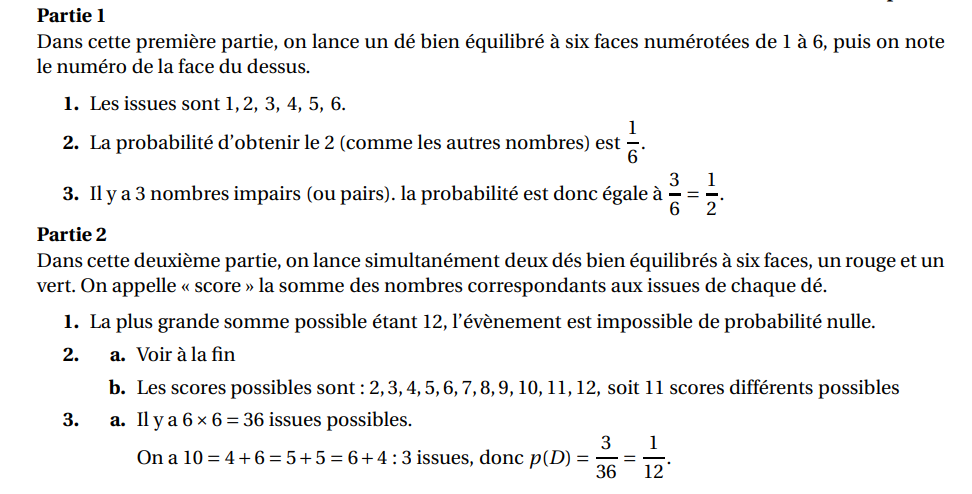 Partie 1
Dans cette première partie, on lance un dé bien équilibré à six faces numérotées de 1 à 6, puis on note
le numéro de la face du dessus.
1. Les issues sont 1, 2, 3, 4, 5, 6.
2. La probabilité d'obtenir le 2 (comme les autres nombres) est 1/6.
3. Il y a 3 nombres impairs (ou pairs). la probabilité est donc égale à 3/6 = 1/2.
Partie 2
Dans cette deuxième partie, on lance simultanément deux dés bien équilibrés à six faces, un rouge et un
vert. On appelle « score » la somme des nombres correspondants aux issues de chaque dé.
1. La plus grande somme possible étant 12, l'évènement est impossible de probabilité nulle.
2. a. Voir à la fin
b. Les scores possibles sont : 2, 3, 4, 5, 6, 7, 8, 9, 10, 11, 12, soit 11 scores différents possibles
3. a. Il y a 6 × 6 = 36 issues possibles.
On a 10 = 4 + 6 = 5 + 5 = 6 + 4 : 3 issues, donc p(D) = 3/36 = 1/12.